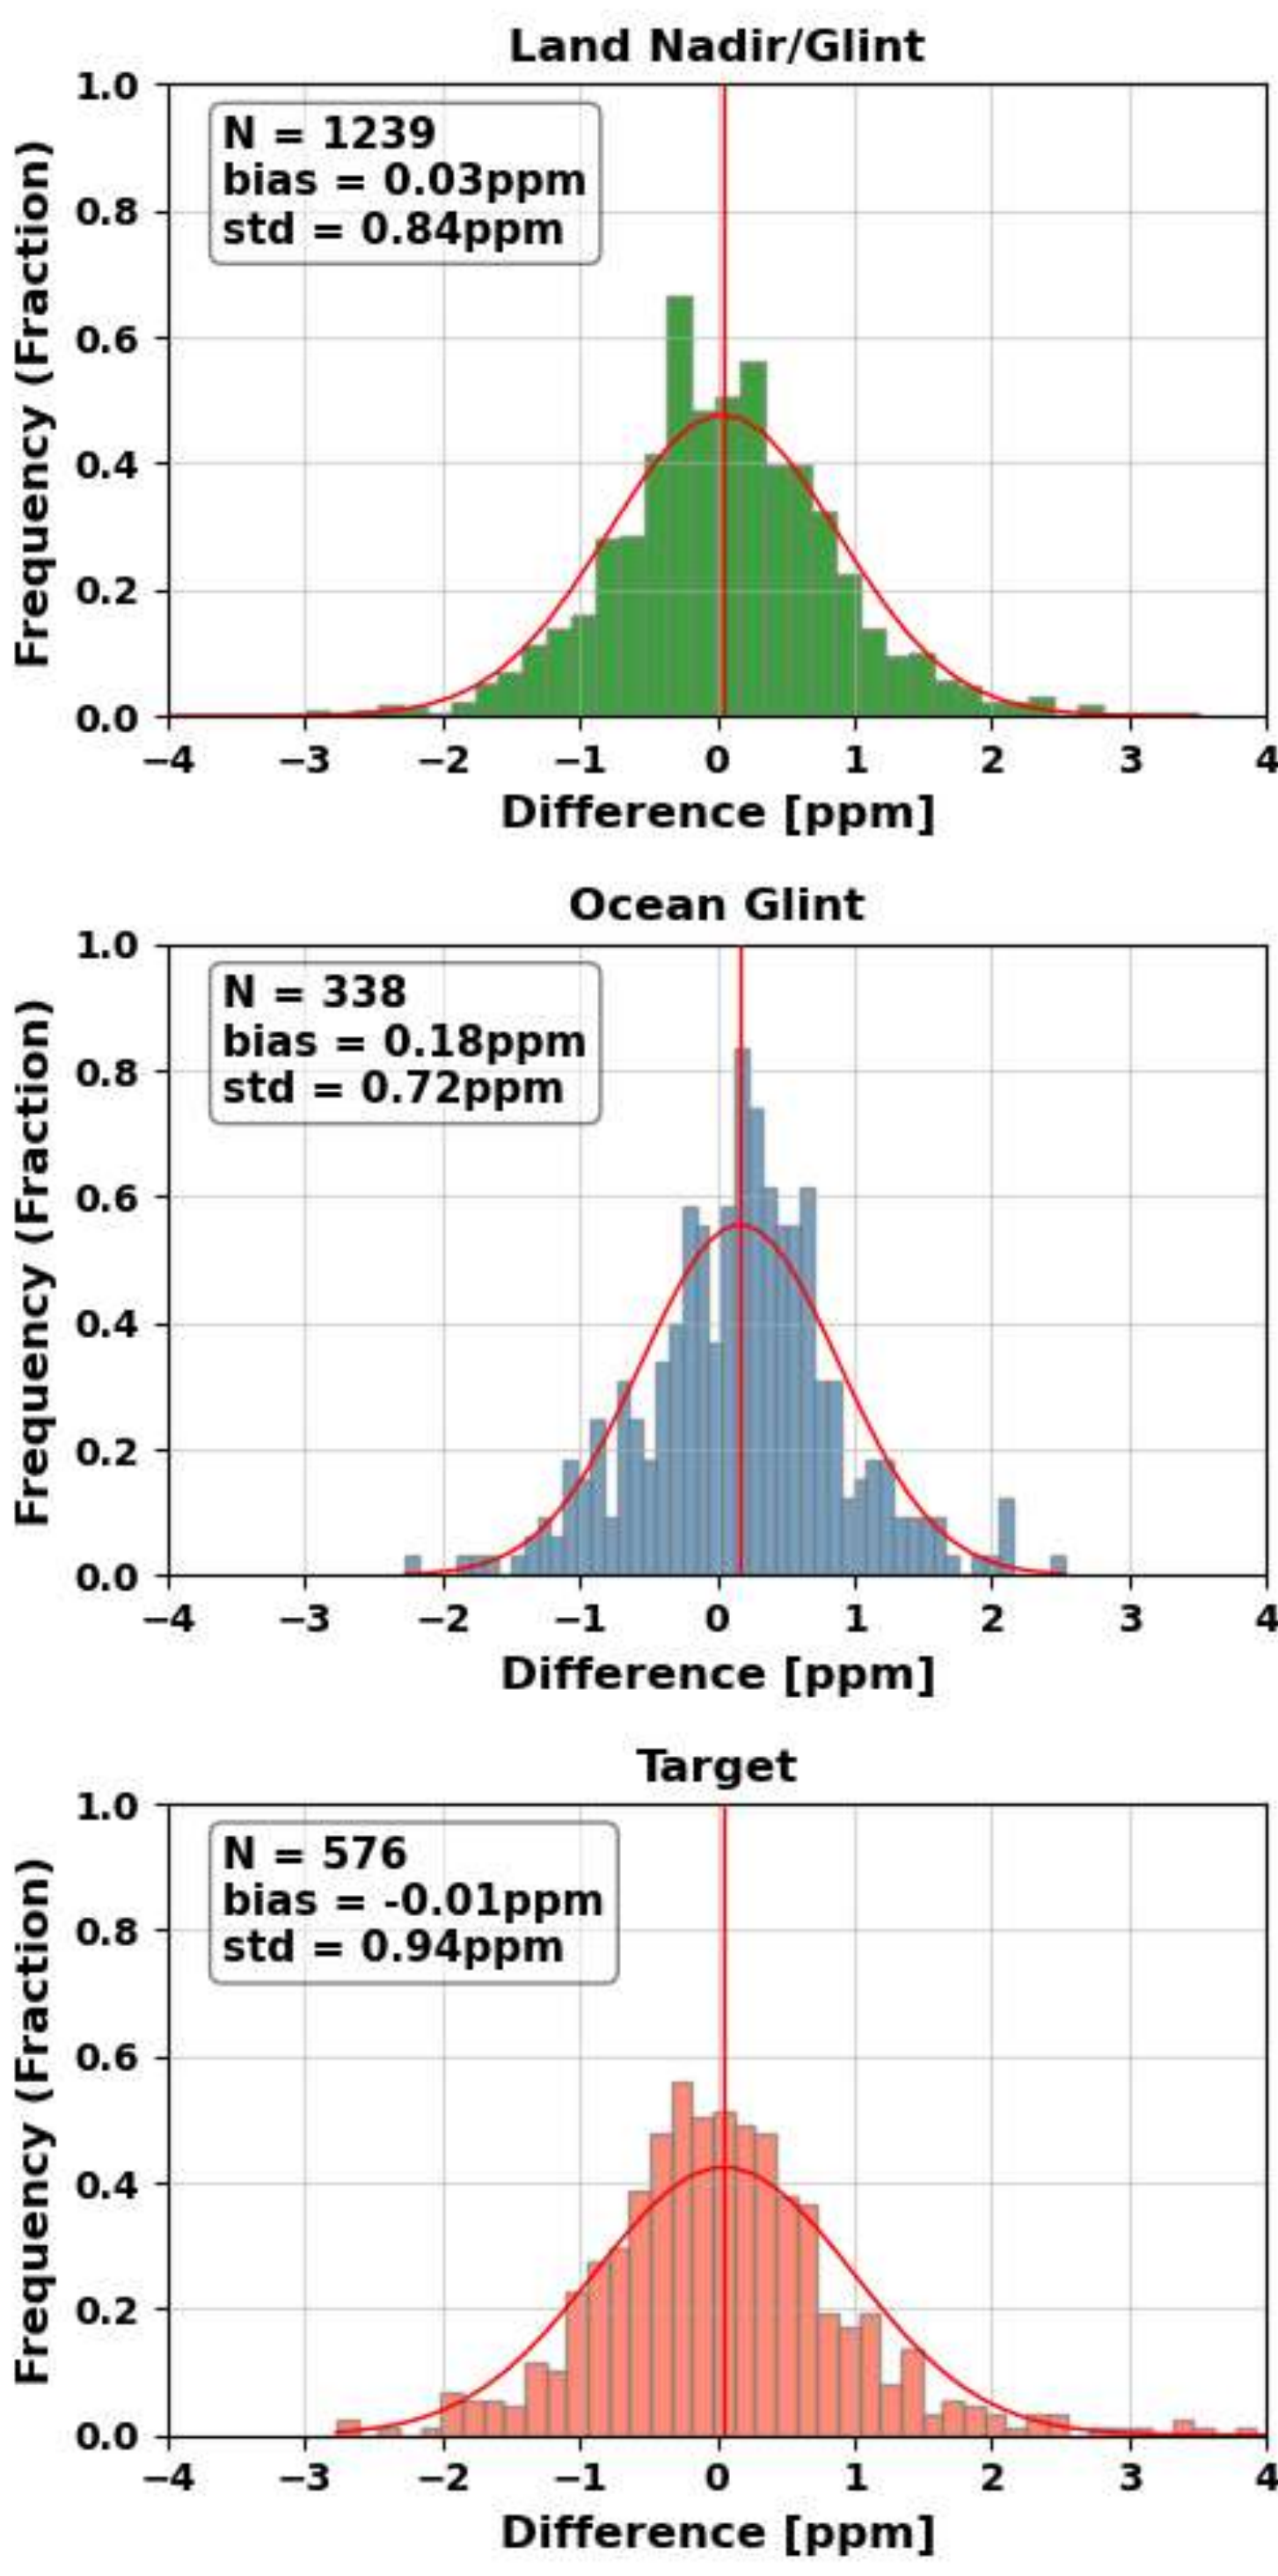 Land Nadir/Glint
1.0
0.8
0.6
0.4
0.2
0.0
Frequency (Fraction)
N = 1239
bias = 0.03ppm
std = 0.84ppm
−4 −3 −2 −1 0 1 2 3 4
Difference [ppm]
Ocean Glint
1.0
0.8
0.6
0.4
0.2
0.0
Frequency (Fraction)
N = 338
bias = 0.18ppm
std = 0.72ppm
−4 −3 −2 −1 0 1 2 3 4
Difference [ppm]
Target
1.0
0.8
0.6
0.4
0.2
0.0
Frequency (Fraction)
N = 576
bias = -0.01ppm
std = 0.94ppm
−4 −3 −2 −1 0 1 2 3 4
Difference [ppm]